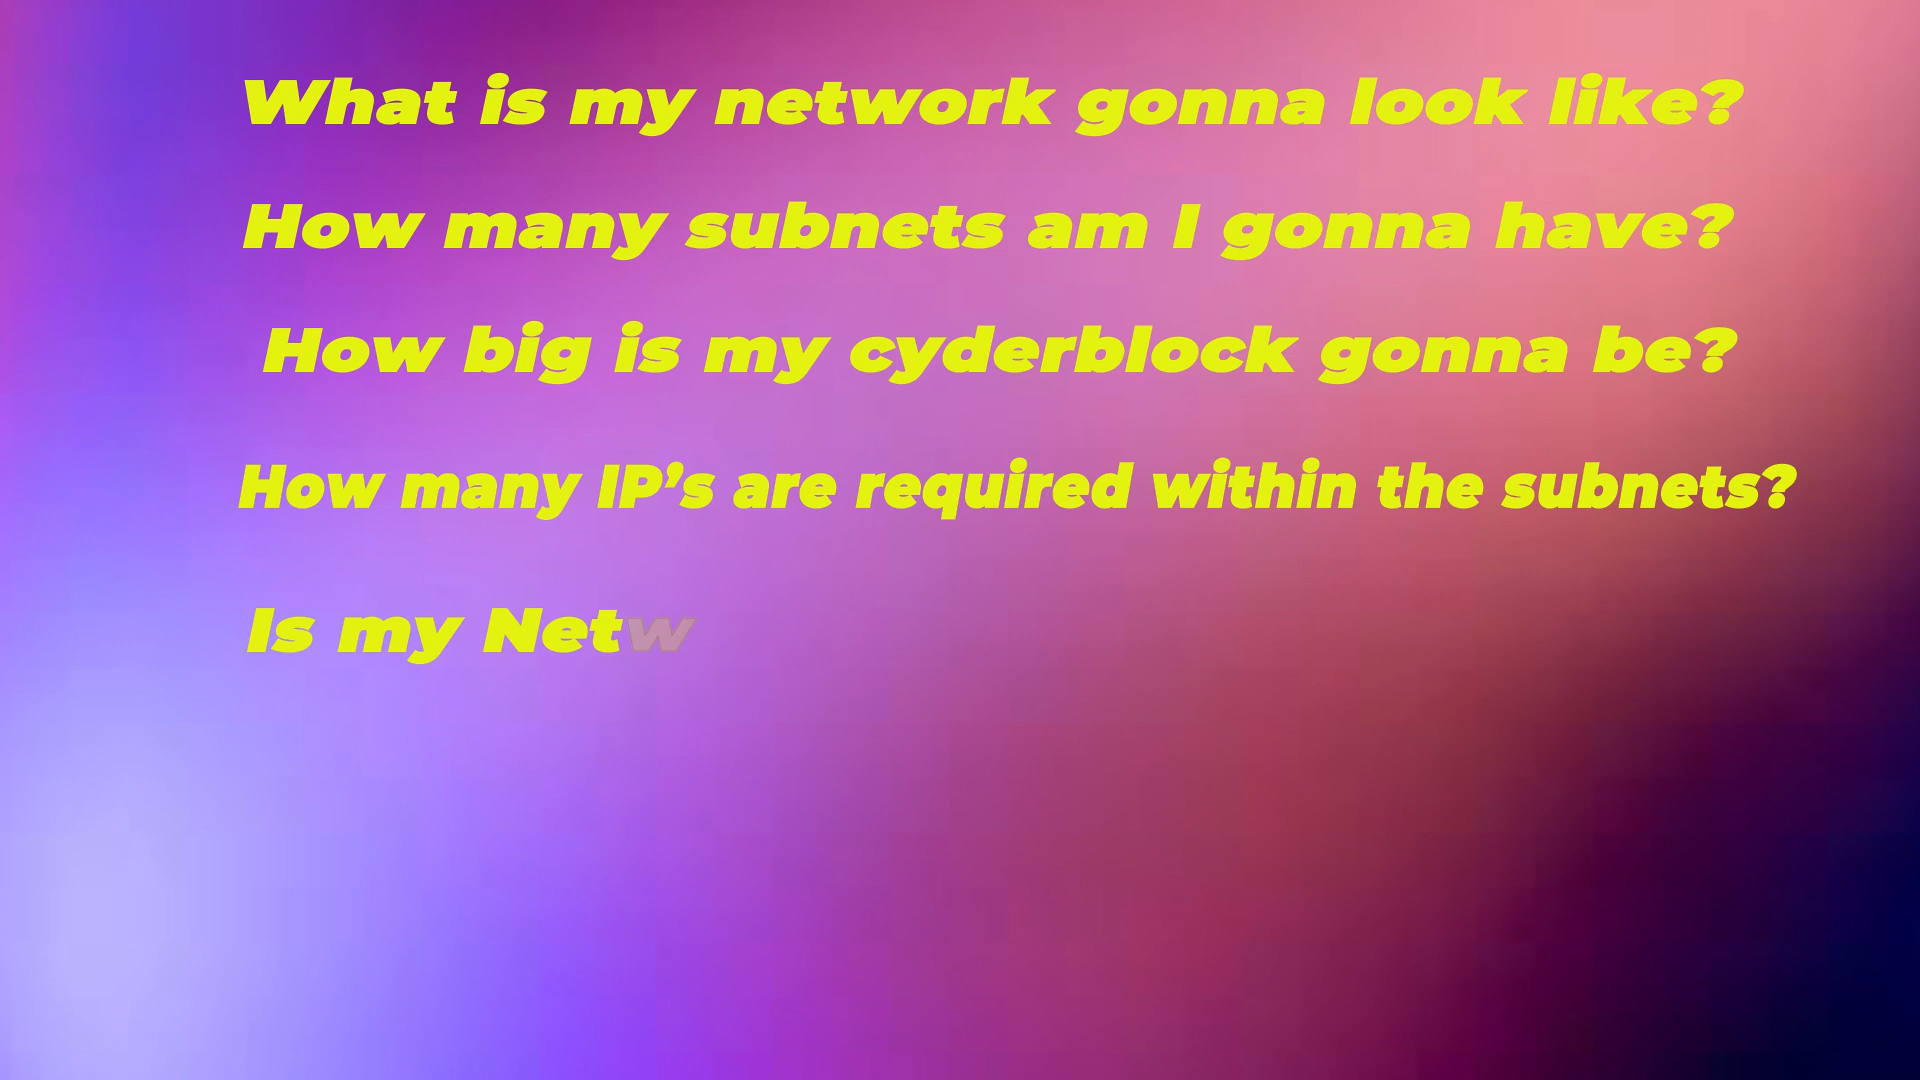 What is my network gonna look like?
How many subnets am I gonna have?
How big is my cyderblock gonna be?
How many IP’s are required within the subnets?
Is my Netw